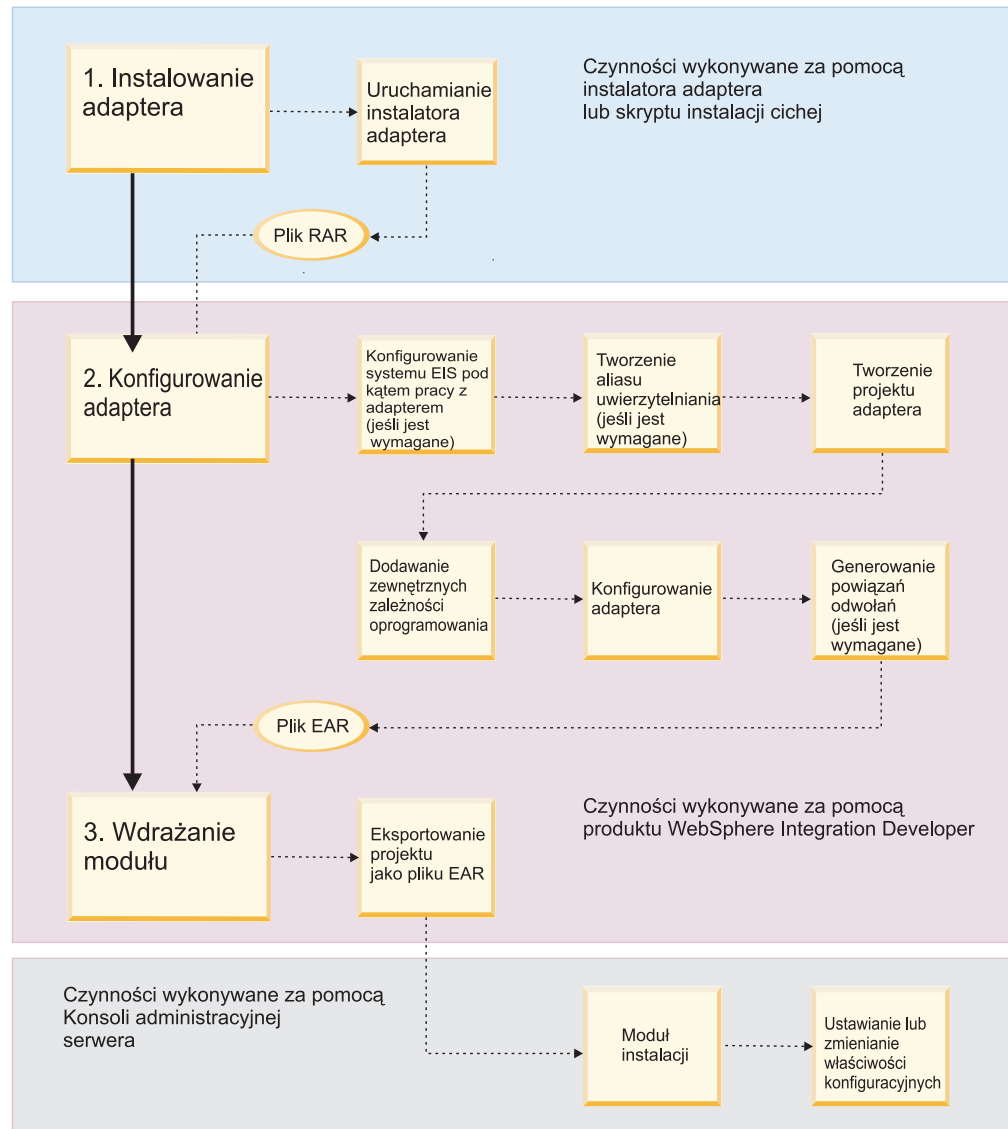 1. Instalowanie
adaptera
Uruchamianie
instalatora
adaptera
Czynności wykonywane za pomocą
instalatora adaptera
lub skryptu instalacji cichej
Plik RAR
2. Konfigurowanie
adaptera
Konfigurowanie
systemu EIS pod
kątem pracy z
adapterem
(jeśli jest
wymagane)
Tworzenie
aliasu
uwierzytelniania
(jeśli jest
wymagane)
Tworzenie
projektu
adaptera
Dodawanie
zewnętrznych
zależności
oprogramowania
Konfigurowanie
adaptera
Generowanie
powiązań
odwołań
(jeśli jest
wymagane)
Plik EAR
3. Wdrażanie
modułu
Eksportowanie
projektu
jako pliku EAR
Czynności wykonywane za pomocą
produktu WebSphere Integration Developer
Czynności wykonywane za pomocą
Konsoli administracyjnej
serwera
Moduł
instalacji
Ustawianie lub
zmienianie
właściwości
konfiguracyjnych